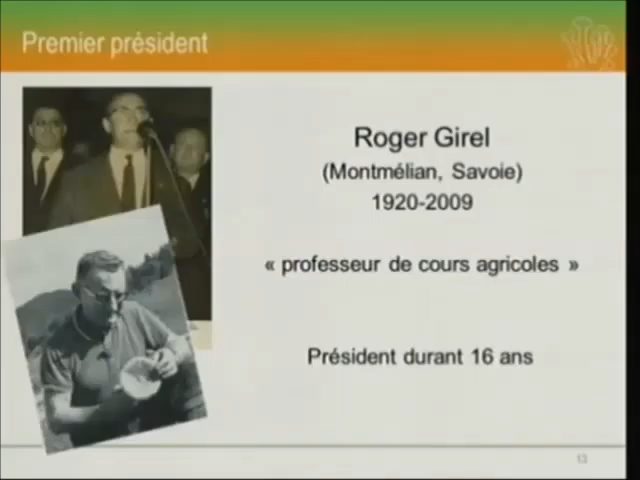 Premier président
Roger Girel
(Montmélian, Savoie)
1920-2009
« professeur de cours agricoles »
Président durant 16 ans
13